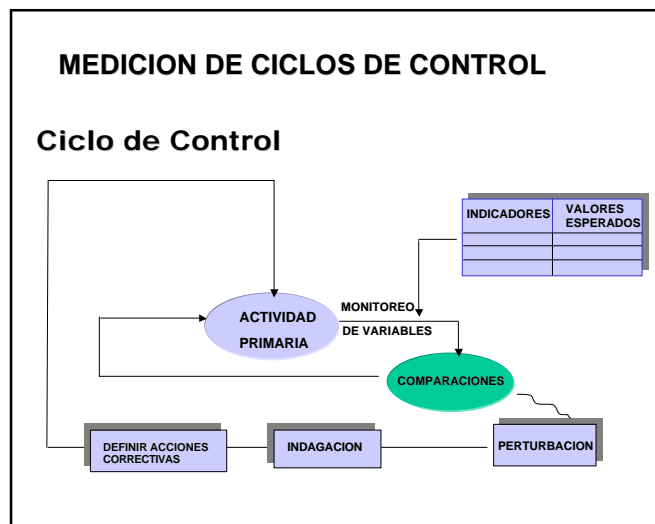 MEDICION DE CICLOS DE CONTROL
Ciclo de Control
INDICADORES
VALORES
ESPERADOS
ACTIVIDAD
PRIMARIA
MONITOREO
DE VARIABLES
COMPARACIONES
DEFINIR ACCIONES
CORRECTIVAS
INDAGACION
PERTURBACION